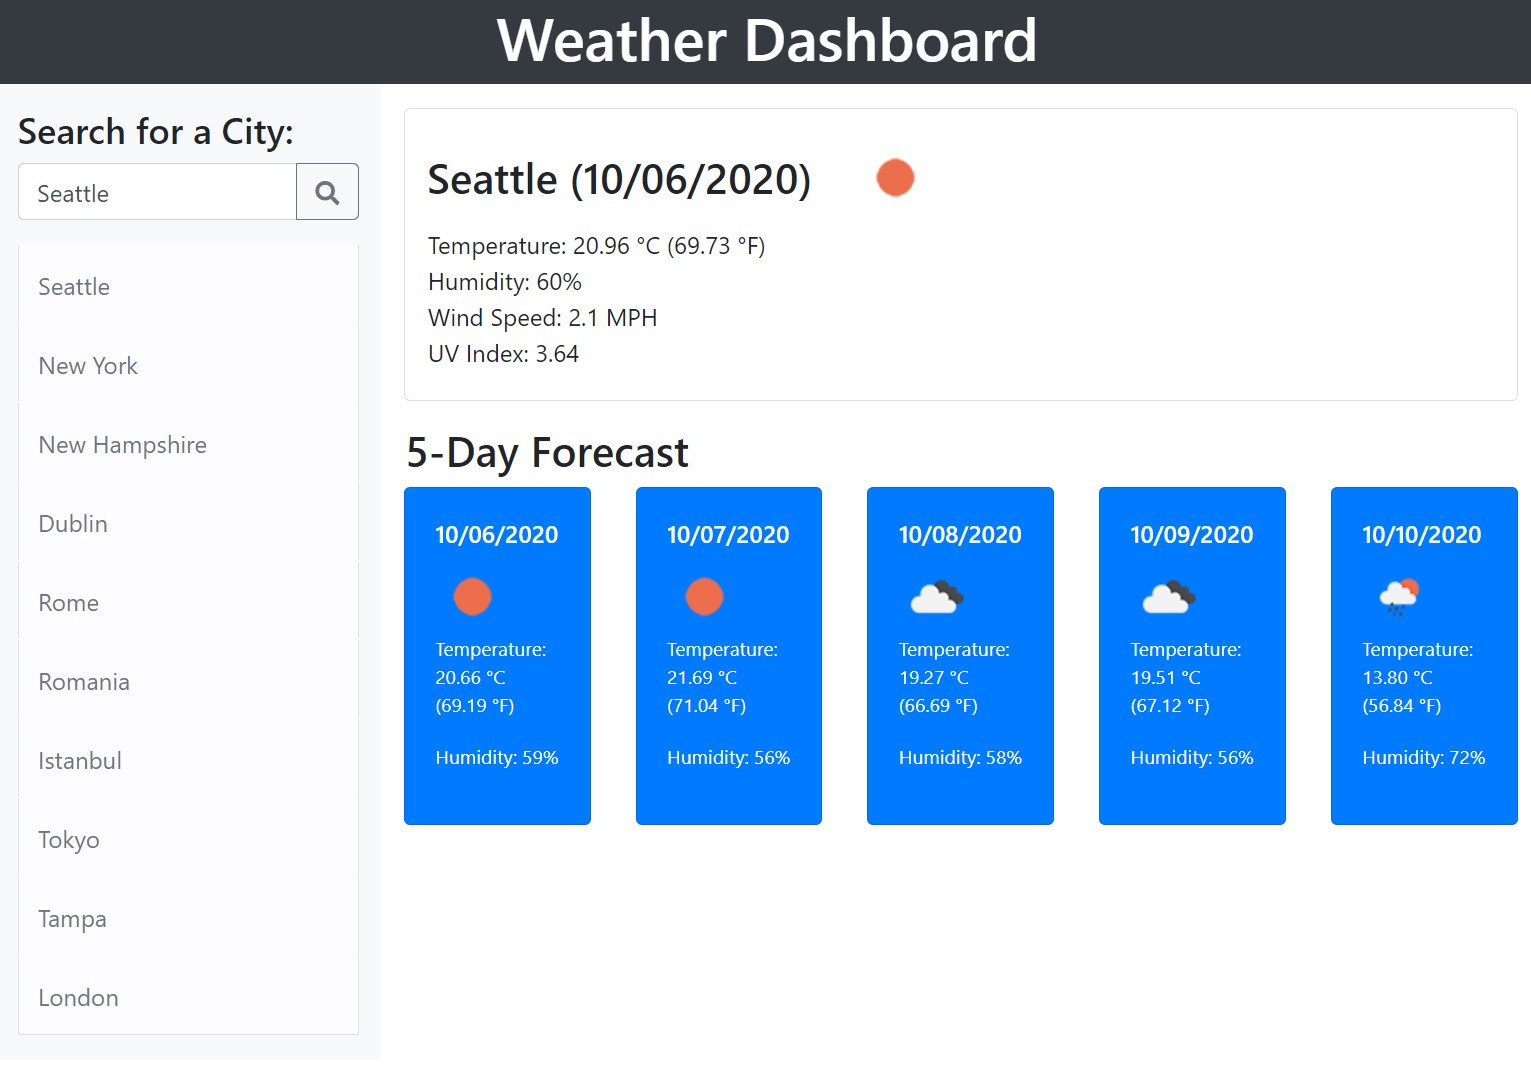 Weather Dashboard
Search for a City:
Seattle
Seattle
New York
New Hampshire
Dublin
Rome
Romania
Istanbul
Tokyo
Tampa
London
Seattle (10/06/2020)
Temperature: 20.96 °C (69.73 °F)
Humidity: 60%
Wind Speed: 2.1 MPH
UV Index: 3.64
5-Day Forecast
10/06/2020
Temperature:
20.66 °C
(69.19 °F)
Humidity: 59%
10/07/2020
Temperature:
21.69 °C
(71.04 °F)
Humidity: 56%
10/08/2020
Temperature:
19.27 °C
(66.69 °F)
Humidity: 58%
10/09/2020
Temperature:
19.51 °C
(67.12 °F)
Humidity: 56%
10/10/2020
Temperature:
13.80 °C
(56.84 °F)
Humidity: 72%